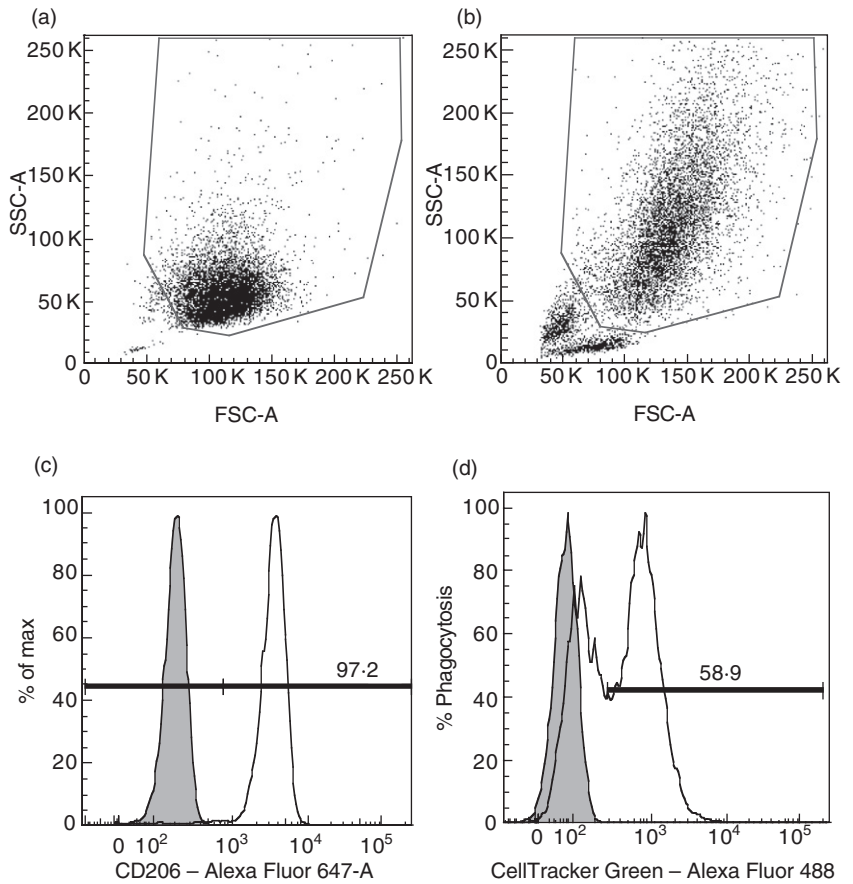 (a)
250 K
200 K
150 K
100 K
50 K
0
SSC-A
0 50 K 100 K 150 K 200 K 250 K
FSC-A
(b)
250 K
200 K
150 K
100 K
50 K
0
SSC-A
0 50 K 100 K 150 K 200 K 250 K
FSC-A
(c)
100
80
60
40
20
0
% of max
97·2
0 10² 10³ 10⁴ 10⁵
CD206 – Alexa Fluor 647-A
(d)
100
80
60
40
20
0
% Phagocytosis
58·9
0 10² 10³ 10⁴ 10⁵
CellTracker Green – Alexa Fluor 488